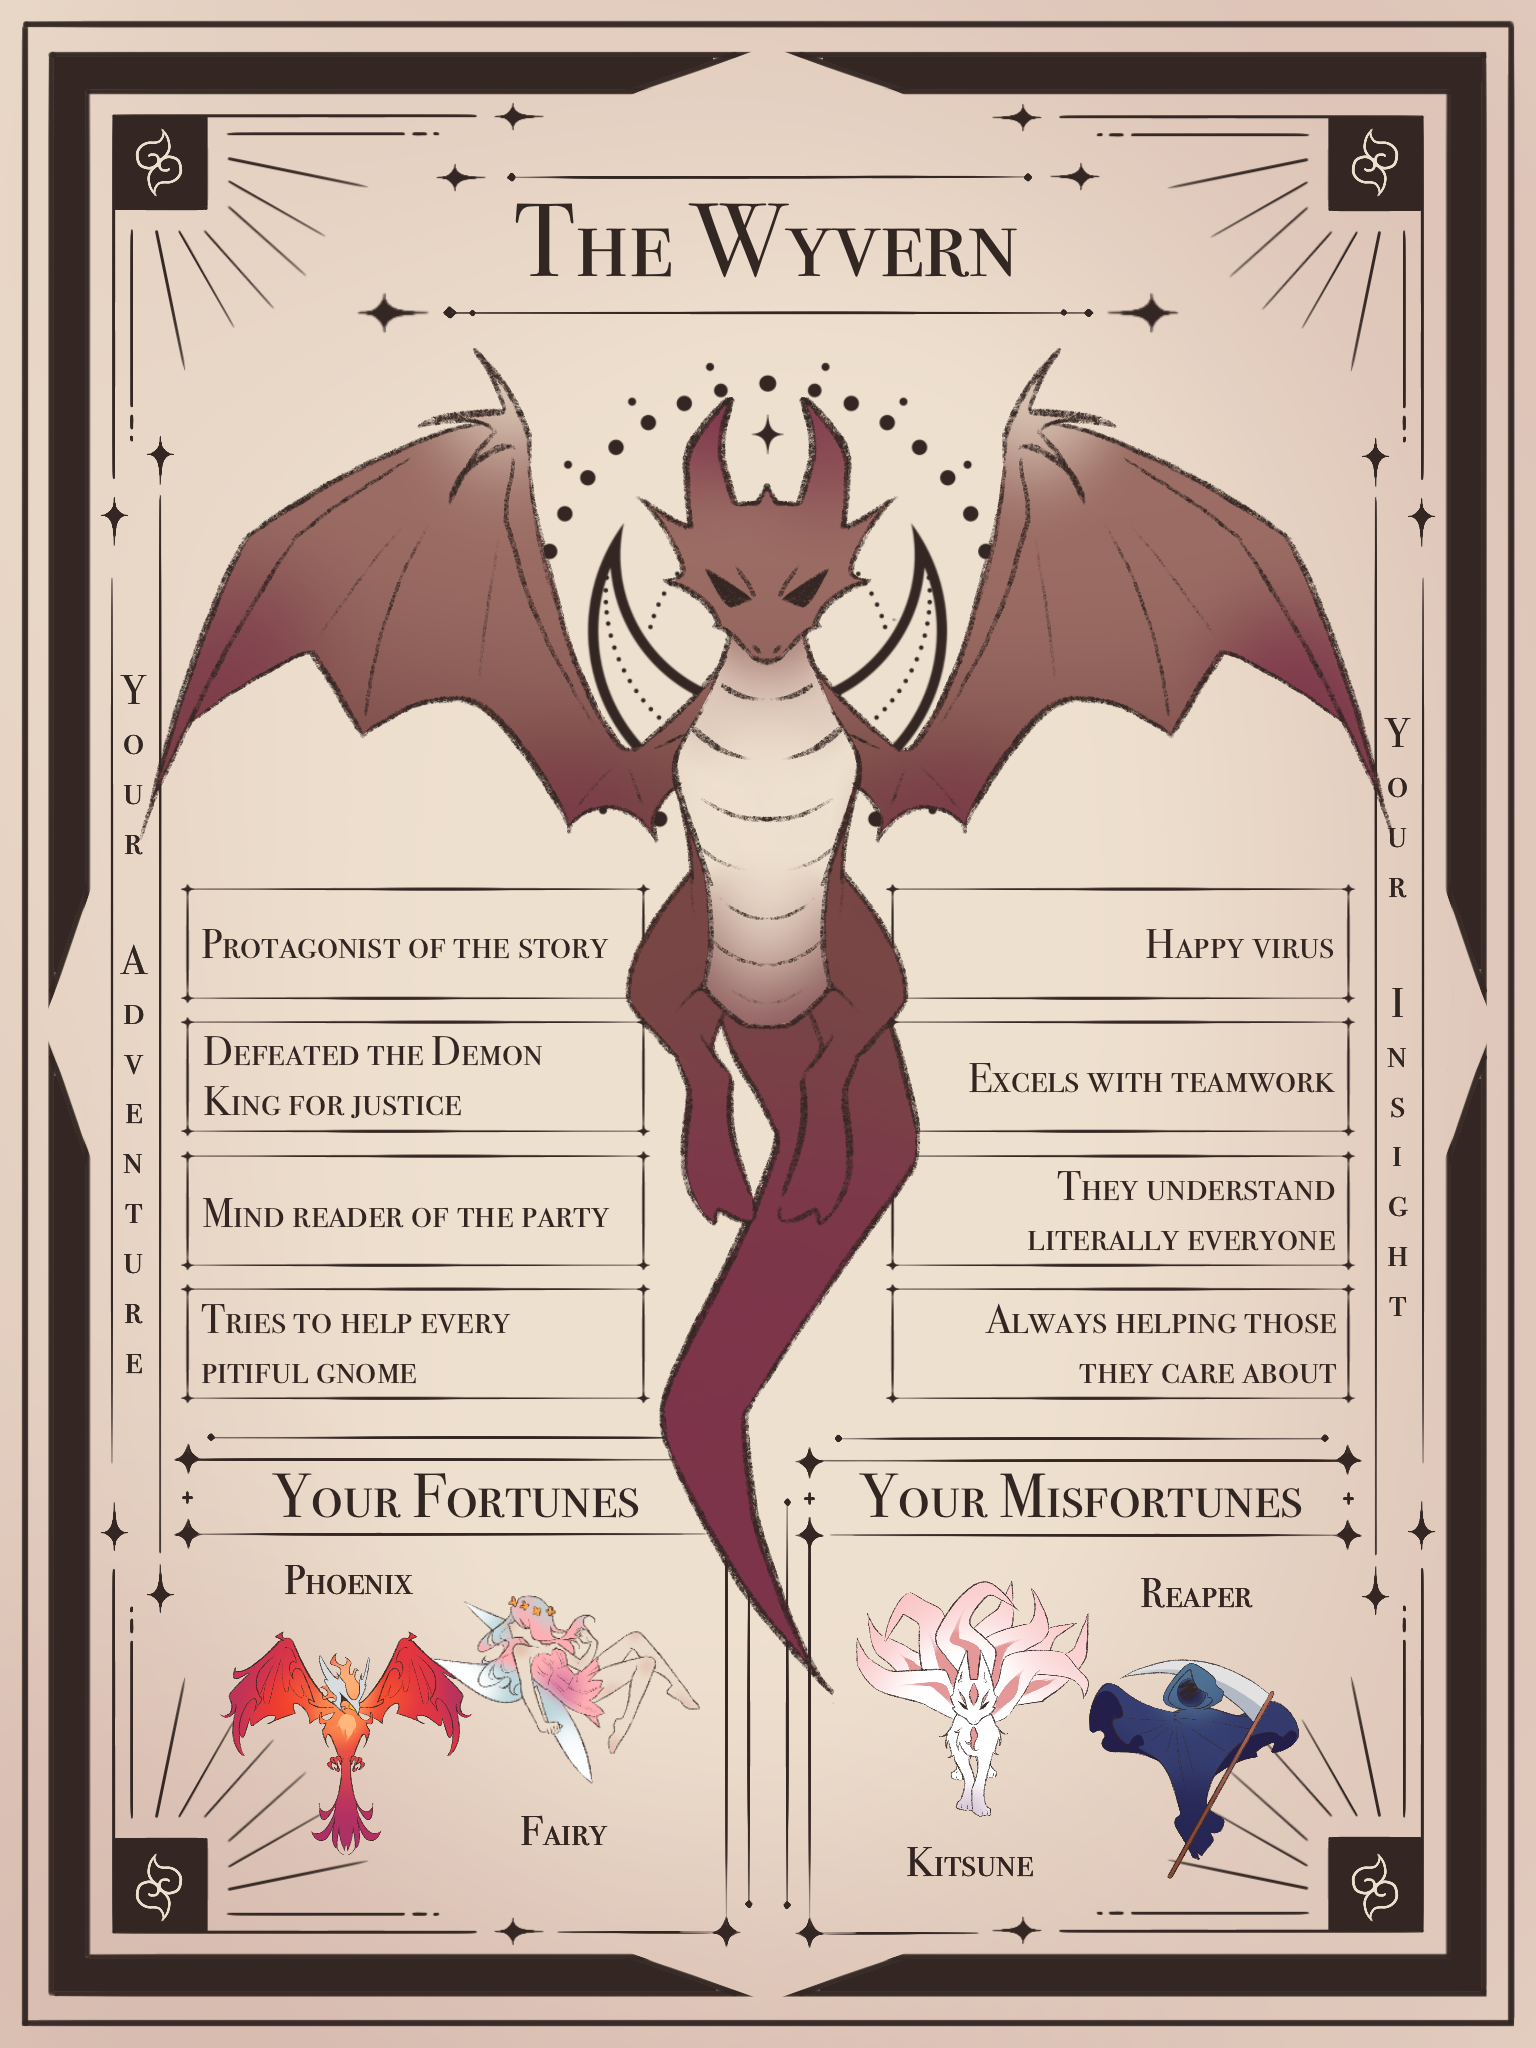 The Wyvern
Your Adventure
Protagonist of the story
Defeated the Demon
King for justice
Mind reader of the party
Tries to help every
pitiful gnome
Your Insight
Happy virus
Excels with teamwork
They understand
literally everyone
Always helping those
they care about
Your Fortunes
Phoenix
Fairy
Your Misfortunes
Reaper
Kitsune